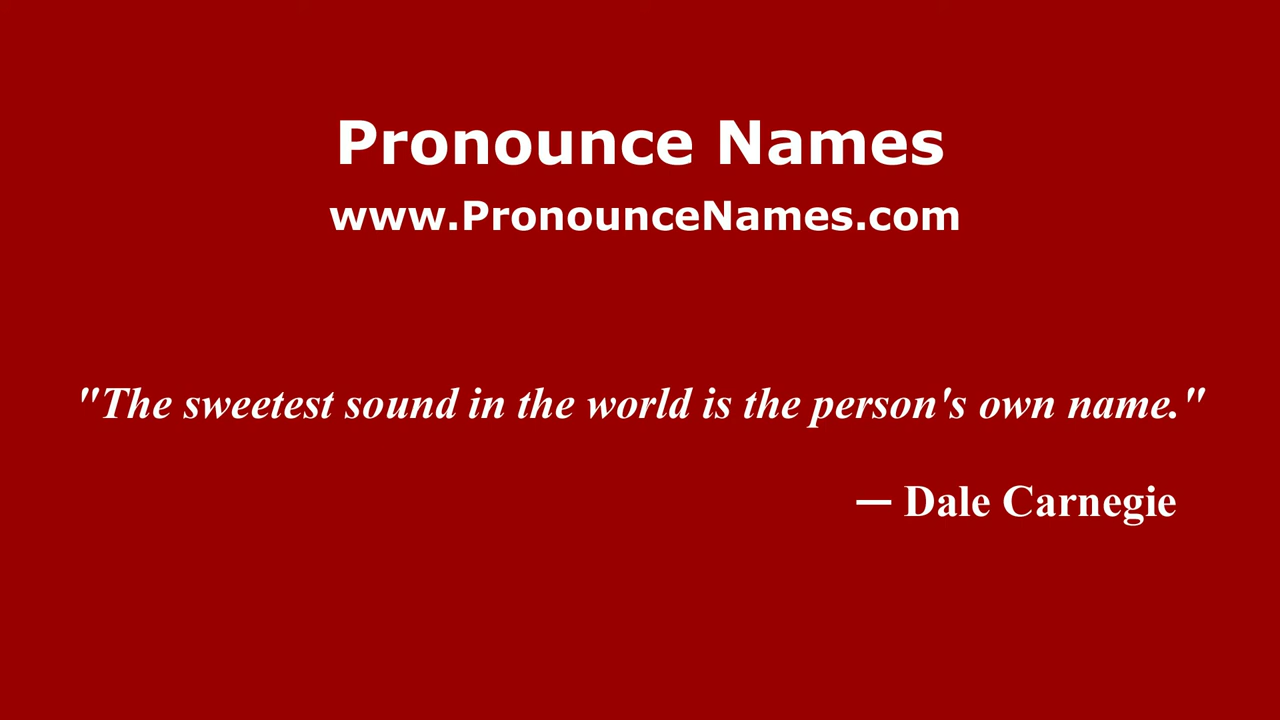 Pronounce Names
www.PronounceNames.com
"The sweetest sound in the world is the person's own name."
— Dale Carnegie